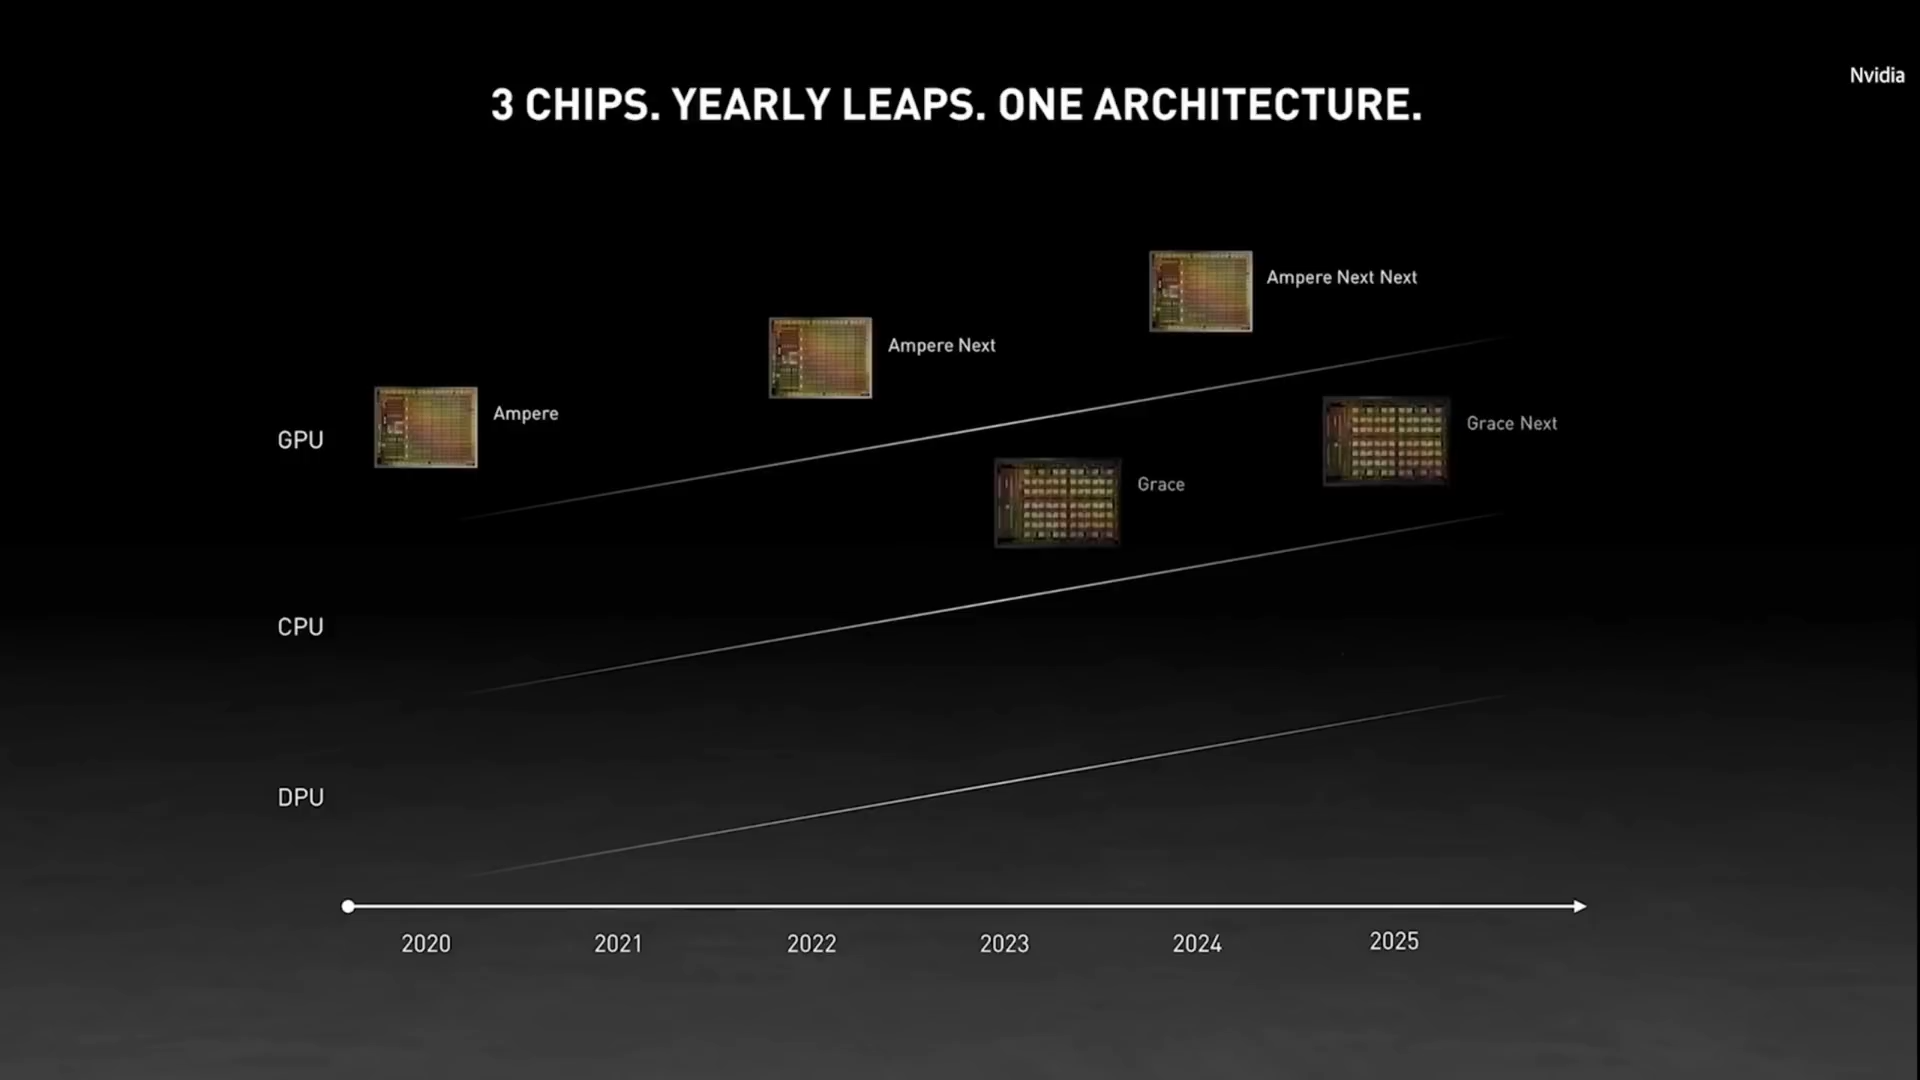 Nvidia
3 CHIPS. YEARLY LEAPS. ONE ARCHITECTURE.
Ampere Next Next
Ampere Next
Ampere
GPU
Grace Next
Grace
CPU
DPU
2020 2021 2022 2023 2024 2025